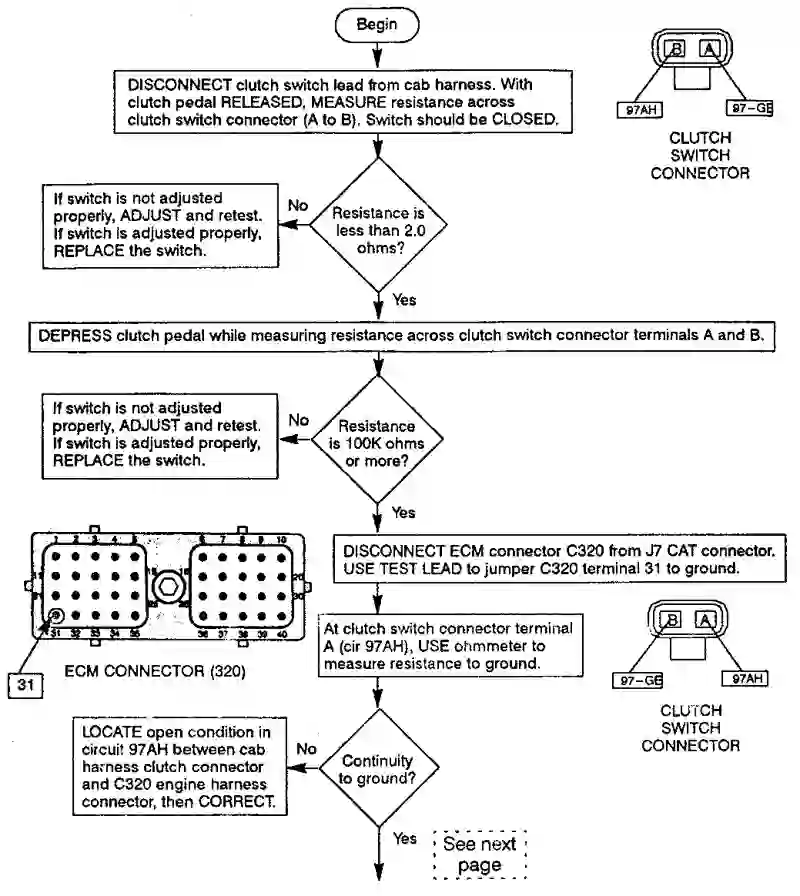 Begin
DISCONNECT clutch switch lead from cab harness. With
clutch pedal RELEASED, MEASURE resistance across
clutch switch connector (A to B). Switch should be CLOSED.
B A
97AH 97-GE
CLUTCH
SWITCH
CONNECTOR
If switch is not adjusted
properly, ADJUST and retest.
If switch is adjusted properly,
REPLACE the switch.
No
Resistance is
less than 2.0
ohms?
Yes
DEPRESS clutch pedal while measuring resistance across clutch switch connector terminals A and B.
If switch is not adjusted
properly, ADJUST and retest.
If switch is adjusted properly,
REPLACE the switch.
No
Resistance
is 100K ohms
or more?
Yes
DISCONNECT ECM connector C320 from J7 CAT connector.
USE TEST LEAD to jumper C320 terminal 31 to ground.
1 2 3 4 5 6 7 8 9 10
20
30
31 32 33 34 35 36 37 38 39 40
ECM CONNECTOR (320)
31
At clutch switch connector terminal
A (cir 97AH), USE ohmmeter to
measure resistance to ground.
B A
97-GE 97AH
CLUTCH
SWITCH
CONNECTOR
LOCATE open condition in
circuit 97AH between cab
harness clutch connector
and C320 engine harness
connector, then CORRECT.
No
Continuity
to ground?
Yes
See next
page